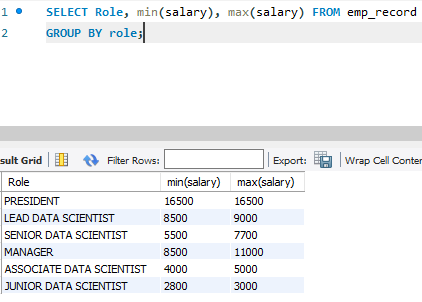 1 SELECT Role, min(salary), max(salary) FROM emp_record
2 GROUP BY role;
sult Grid Filter Rows: Export: Wrap Cell Conten
Role min(salary) max(salary)
PRESIDENT 16500 16500
LEAD DATA SCIENTIST 8500 9000
SENIOR DATA SCIENTIST 5500 7700
MANAGER 8500 11000
ASSOCIATE DATA SCIENTIST 4000 5000
JUNIOR DATA SCIENTIST 2800 3000